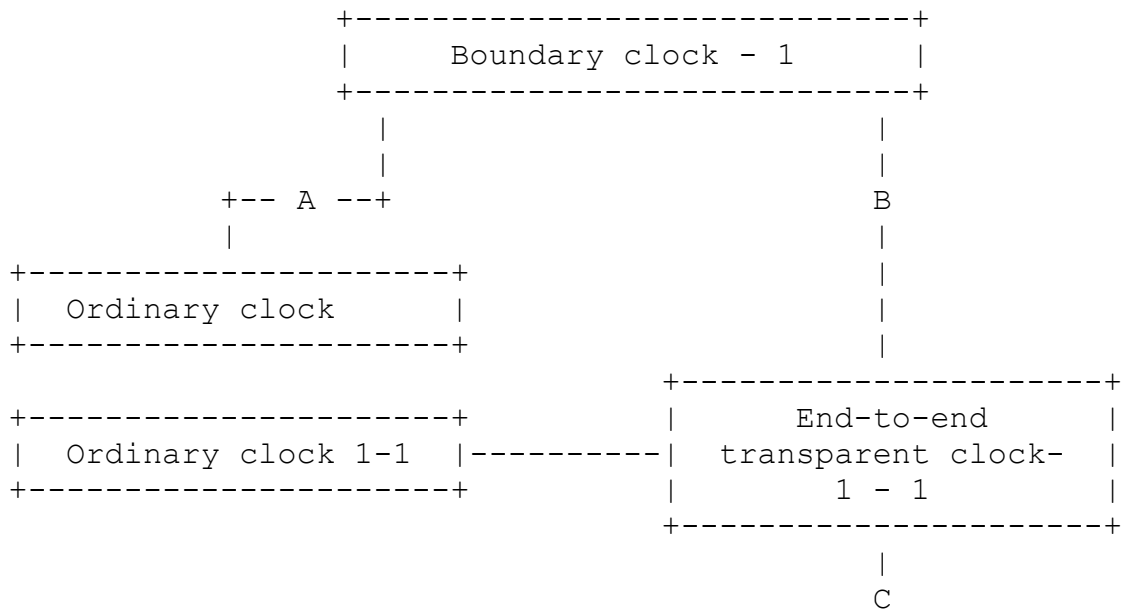 Boundary clock - 1
A
B
Ordinary clock
Ordinary clock 1-1
End-to-end
transparent clock-
1 - 1
C